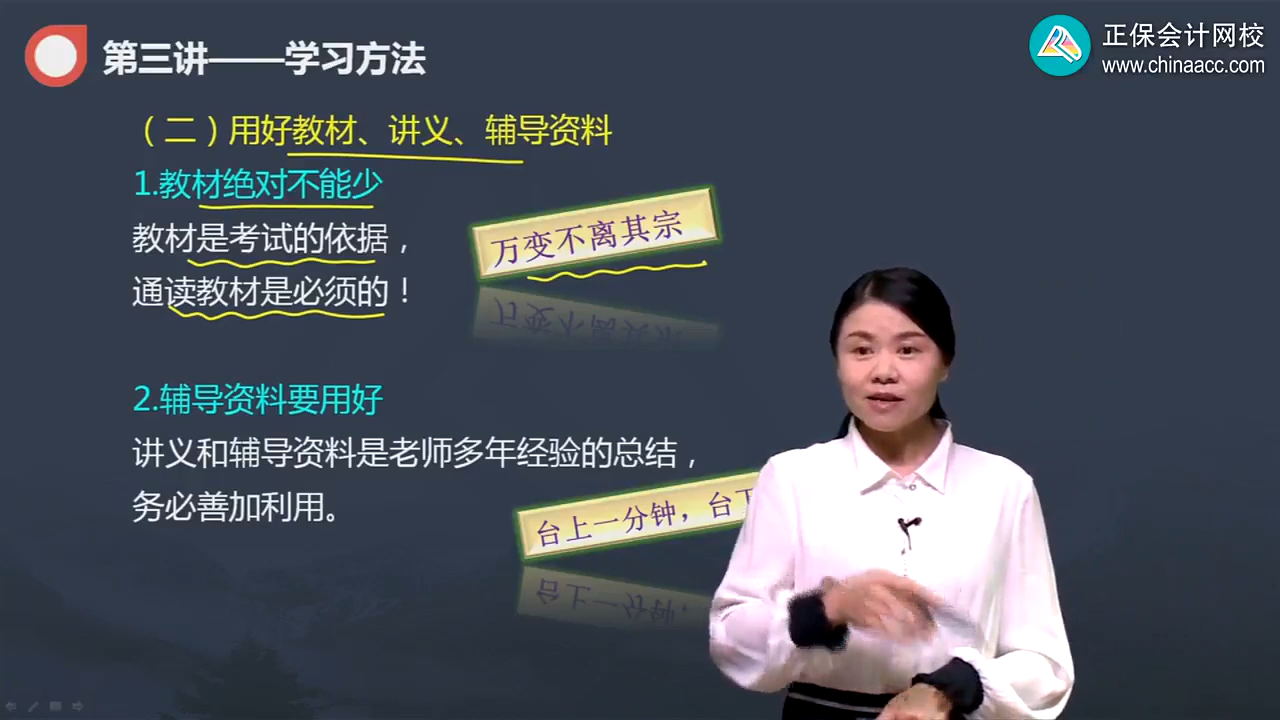 第三讲——学习方法
正保会计网校
www.chinaacc.com
（二）用好教材、讲义、辅导资料
1.教材绝对不能少
教材是考试的依据，
万变不离其宗
通读教材是必须的！
2.辅导资料要用好
讲义和辅导资料是老师多年经验的总结，
务必善加利用。
台上一分钟，台下